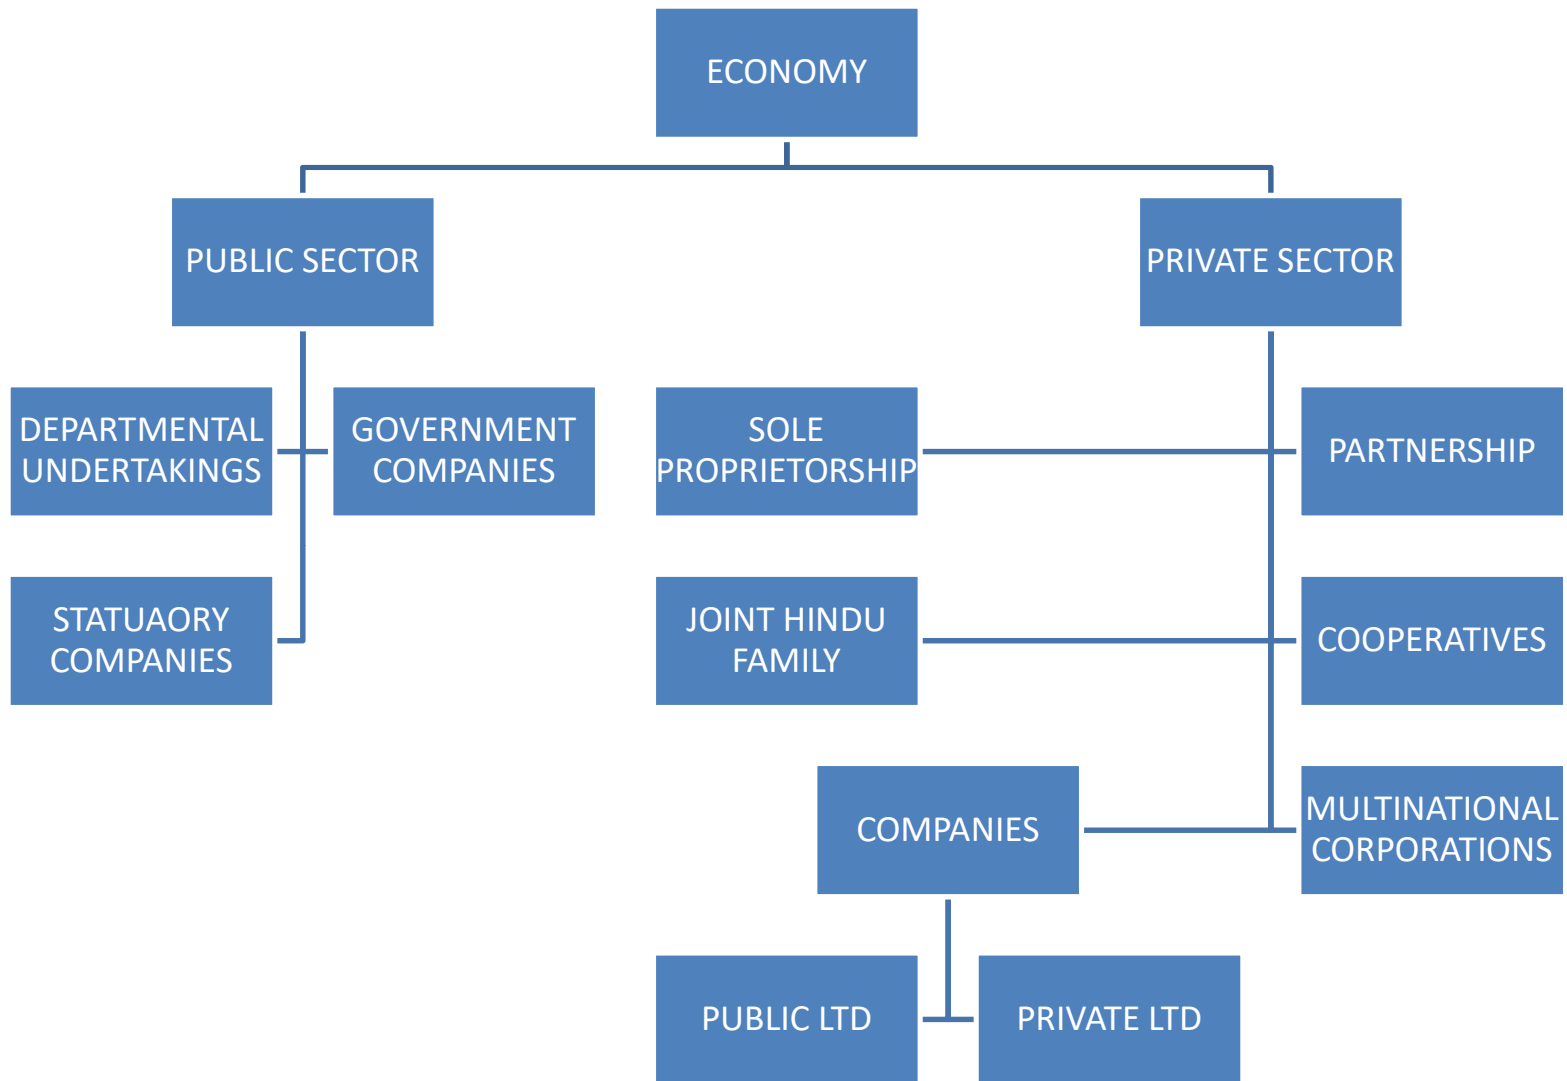 ECONOMY
PUBLIC SECTOR
PRIVATE SECTOR
DEPARTMENTAL
UNDERTAKINGS
GOVERNMENT
COMPANIES
SOLE
PROPRIETORSHIP
PARTNERSHIP
STATUAORY
COMPANIES
JOINT HINDU
FAMILY
COOPERATIVES
COMPANIES
MULTINATIONAL
CORPORATIONS
PUBLIC LTD
PRIVATE LTD